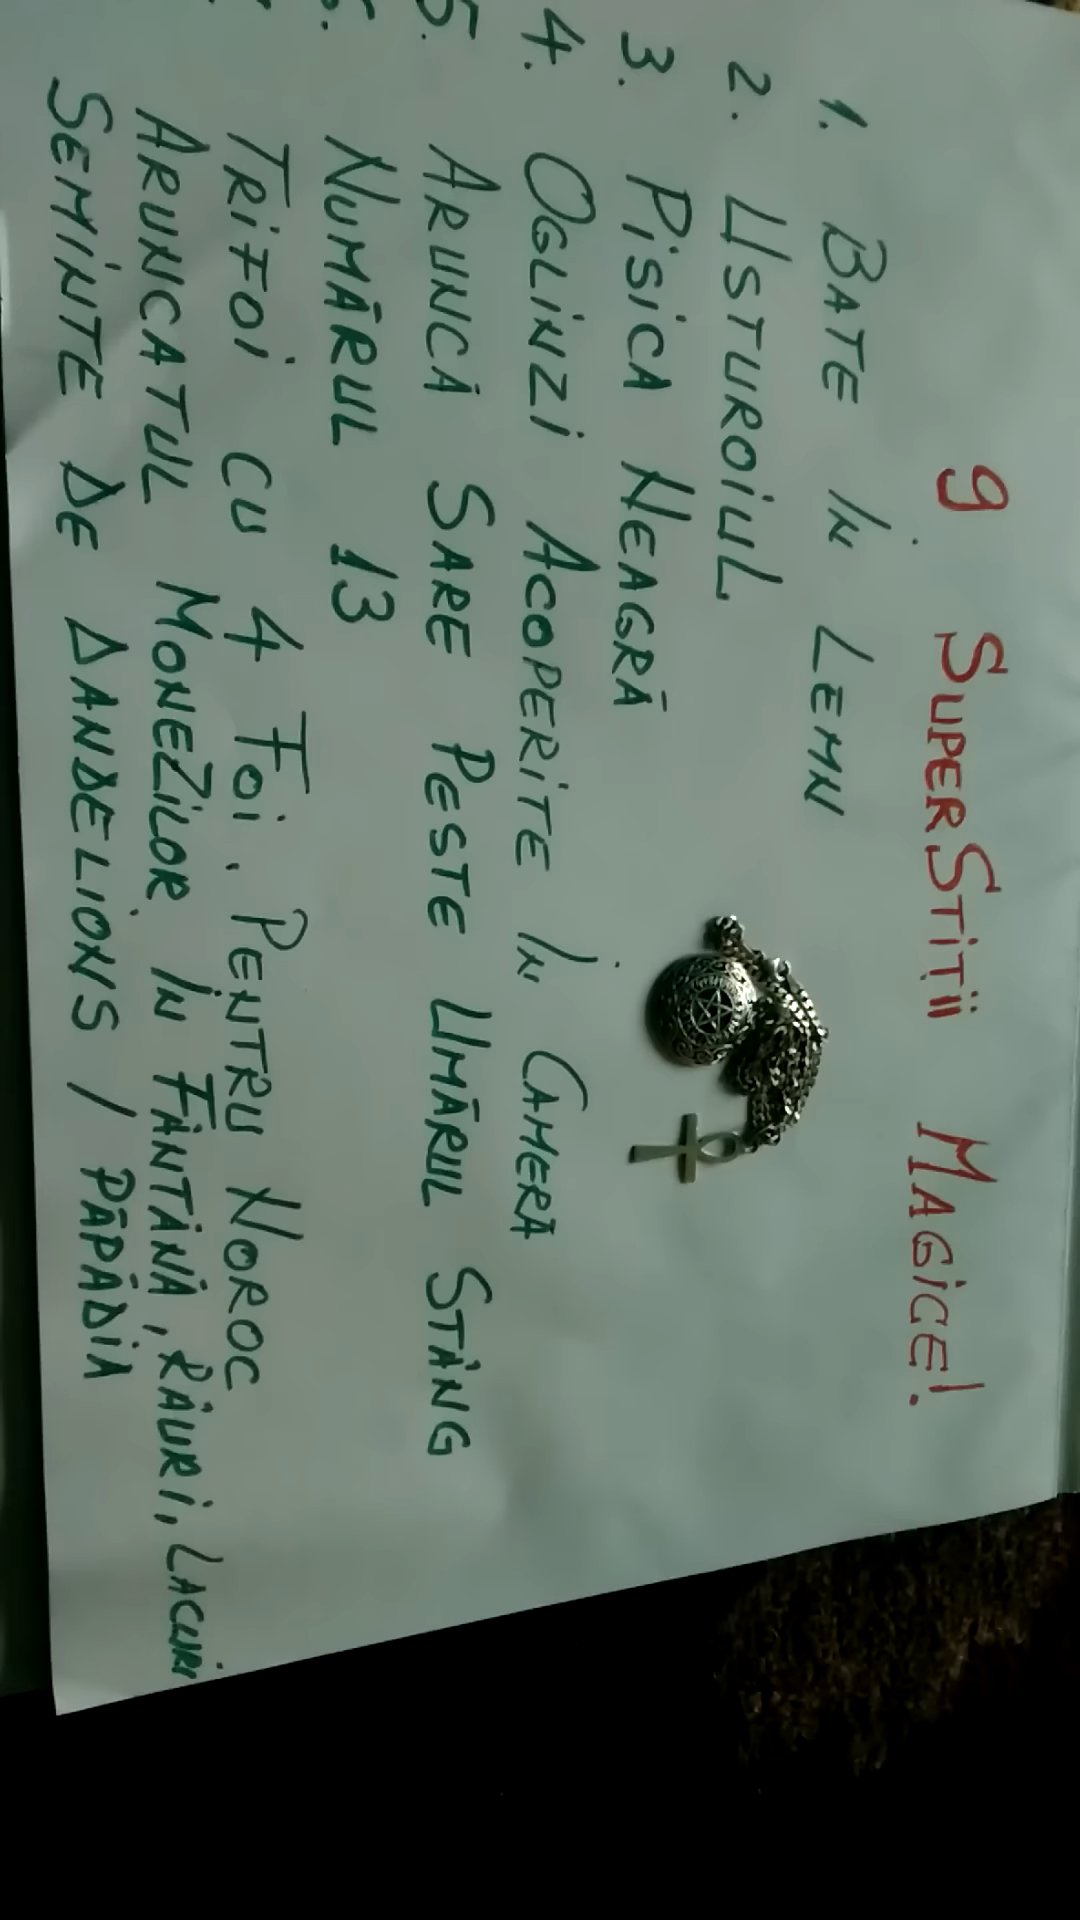 9 SUPERSTIȚII MAGICE!
1. BATE ÎN LEMN
2. USTUROIUL
3. PISICA NEAGRĂ
4. OGLINZI ACOPERITE ÎN CAMERĂ
5. ARUNCĂ SARE PESTE UMĂRUL STÂNG
6. NUMĂRUL 13
TRIFOI CU 4 FOI. PENTRU NOROC
ARUNCATUL MONEZILOR ÎN FÂNTÂNĂ, RÂURI, LACURI
SEMINTE DE DANDELIONS / PĂPĂDIA